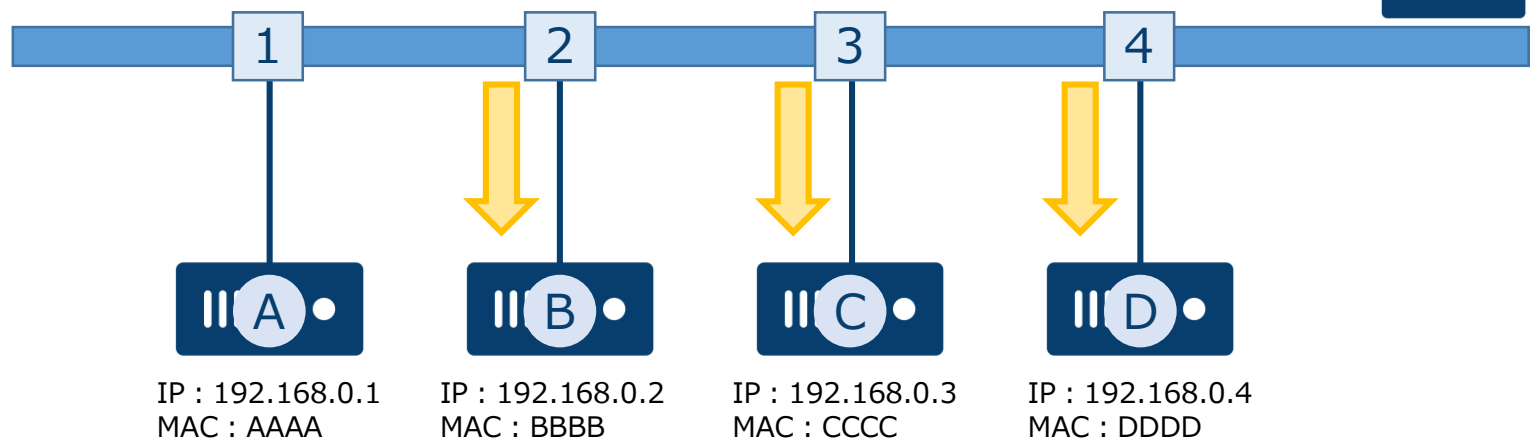 1 2 3 4
A B C D
IP : 192.168.0.1 IP : 192.168.0.2 IP : 192.168.0.3 IP : 192.168.0.4
MAC : AAAA MAC : BBBB MAC : CCCC MAC : DDDD